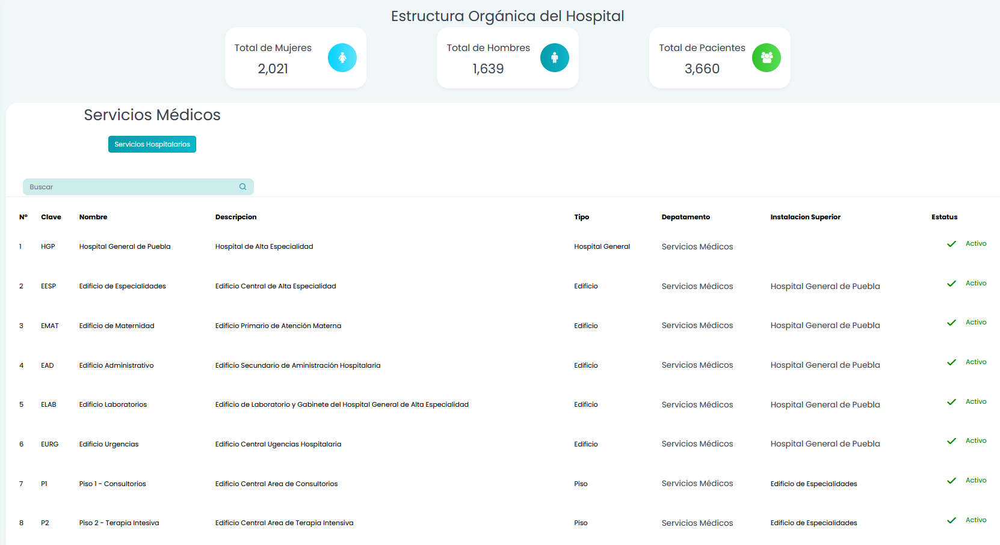 Estructura Orgánica del Hospital
Total de Mujeres
2,021
Total de Hombres
1,639
Total de Pacientes
3,660
Servicios Médicos
Servicios Hospitalarios
Buscar
Nº Clave Nombre Descripcion Tipo Depatamento Instalacion Superior Estatus
1 HGP Hospital General de Puebla Hospital de Alta Especialidad Hospital General Servicios Médicos Activo
2 EESP Edificio de Especialidades Edificio Central de Alta Especialidad Edificio Servicios Médicos Hospital General de Puebla Activo
3 EMAT Edificio de Maternidad Edificio Primario de Atención Materna Edificio Servicios Médicos Hospital General de Puebla Activo
4 EAD Edificio Administrativo Edificio Secundario de Aministración Hospitalaria Edificio Servicios Médicos Hospital General de Puebla Activo
5 ELAB Edificio Laboratorios Edificio de Laboratorio y Gabinete del Hospital General de Alta Especialidad Edificio Servicios Médicos Hospital General de Puebla Activo
6 EURG Edificio Urgencias Edificio Central Ugencias Hospitalaria Edificio Servicios Médicos Hospital General de Puebla Activo
7 P1 Piso 1 - Consultorios Edificio Central Area de Consultorios Piso Servicios Médicos Edificio de Especialidades Activo
8 P2 Piso 2 - Terapia Intesiva Edificio Central Area de Terapia Intensiva Piso Servicios Médicos Edificio de Especialidades Activo